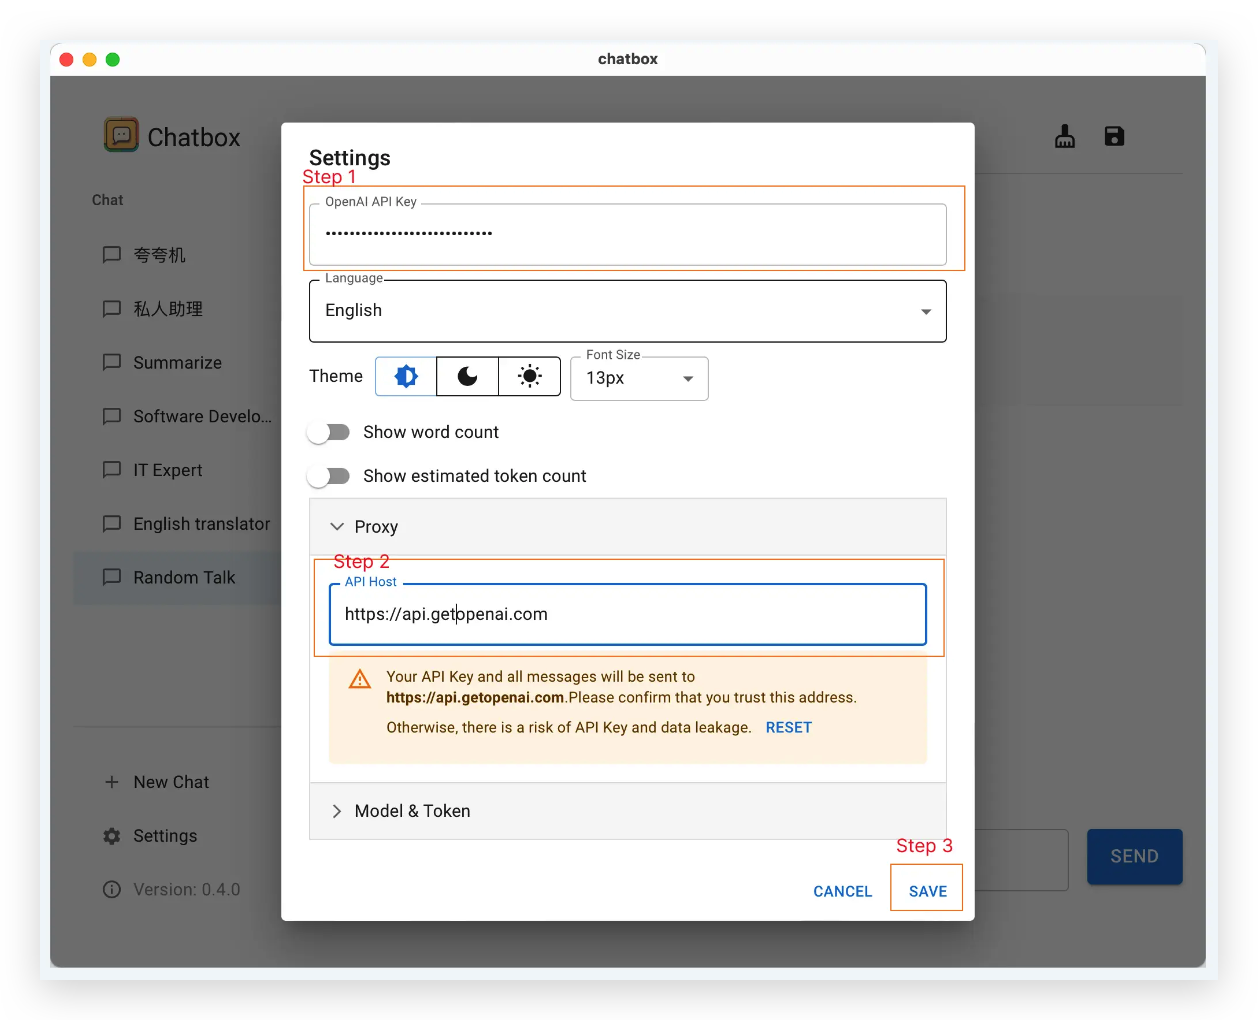 chatbox
Chatbox
Chat
夸夸机
私人助理
Summarize
Software Develo...
IT Expert
English translator
Random Talk
New Chat
Settings
Version: 0.4.0
Settings
Step 1
OpenAI API Key
••••••••••••••••••••••••••••
Language
English
Theme
Font Size
13px
Show word count
Show estimated token count
Proxy
Step 2
API Host
https://api.getopenai.com
Your API Key and all messages will be sent to
https://api.getopenai.com.Please confirm that you trust this address.
Otherwise, there is a risk of API Key and data leakage. RESET
Model & Token
Step 3
CANCEL
SAVE
SEND